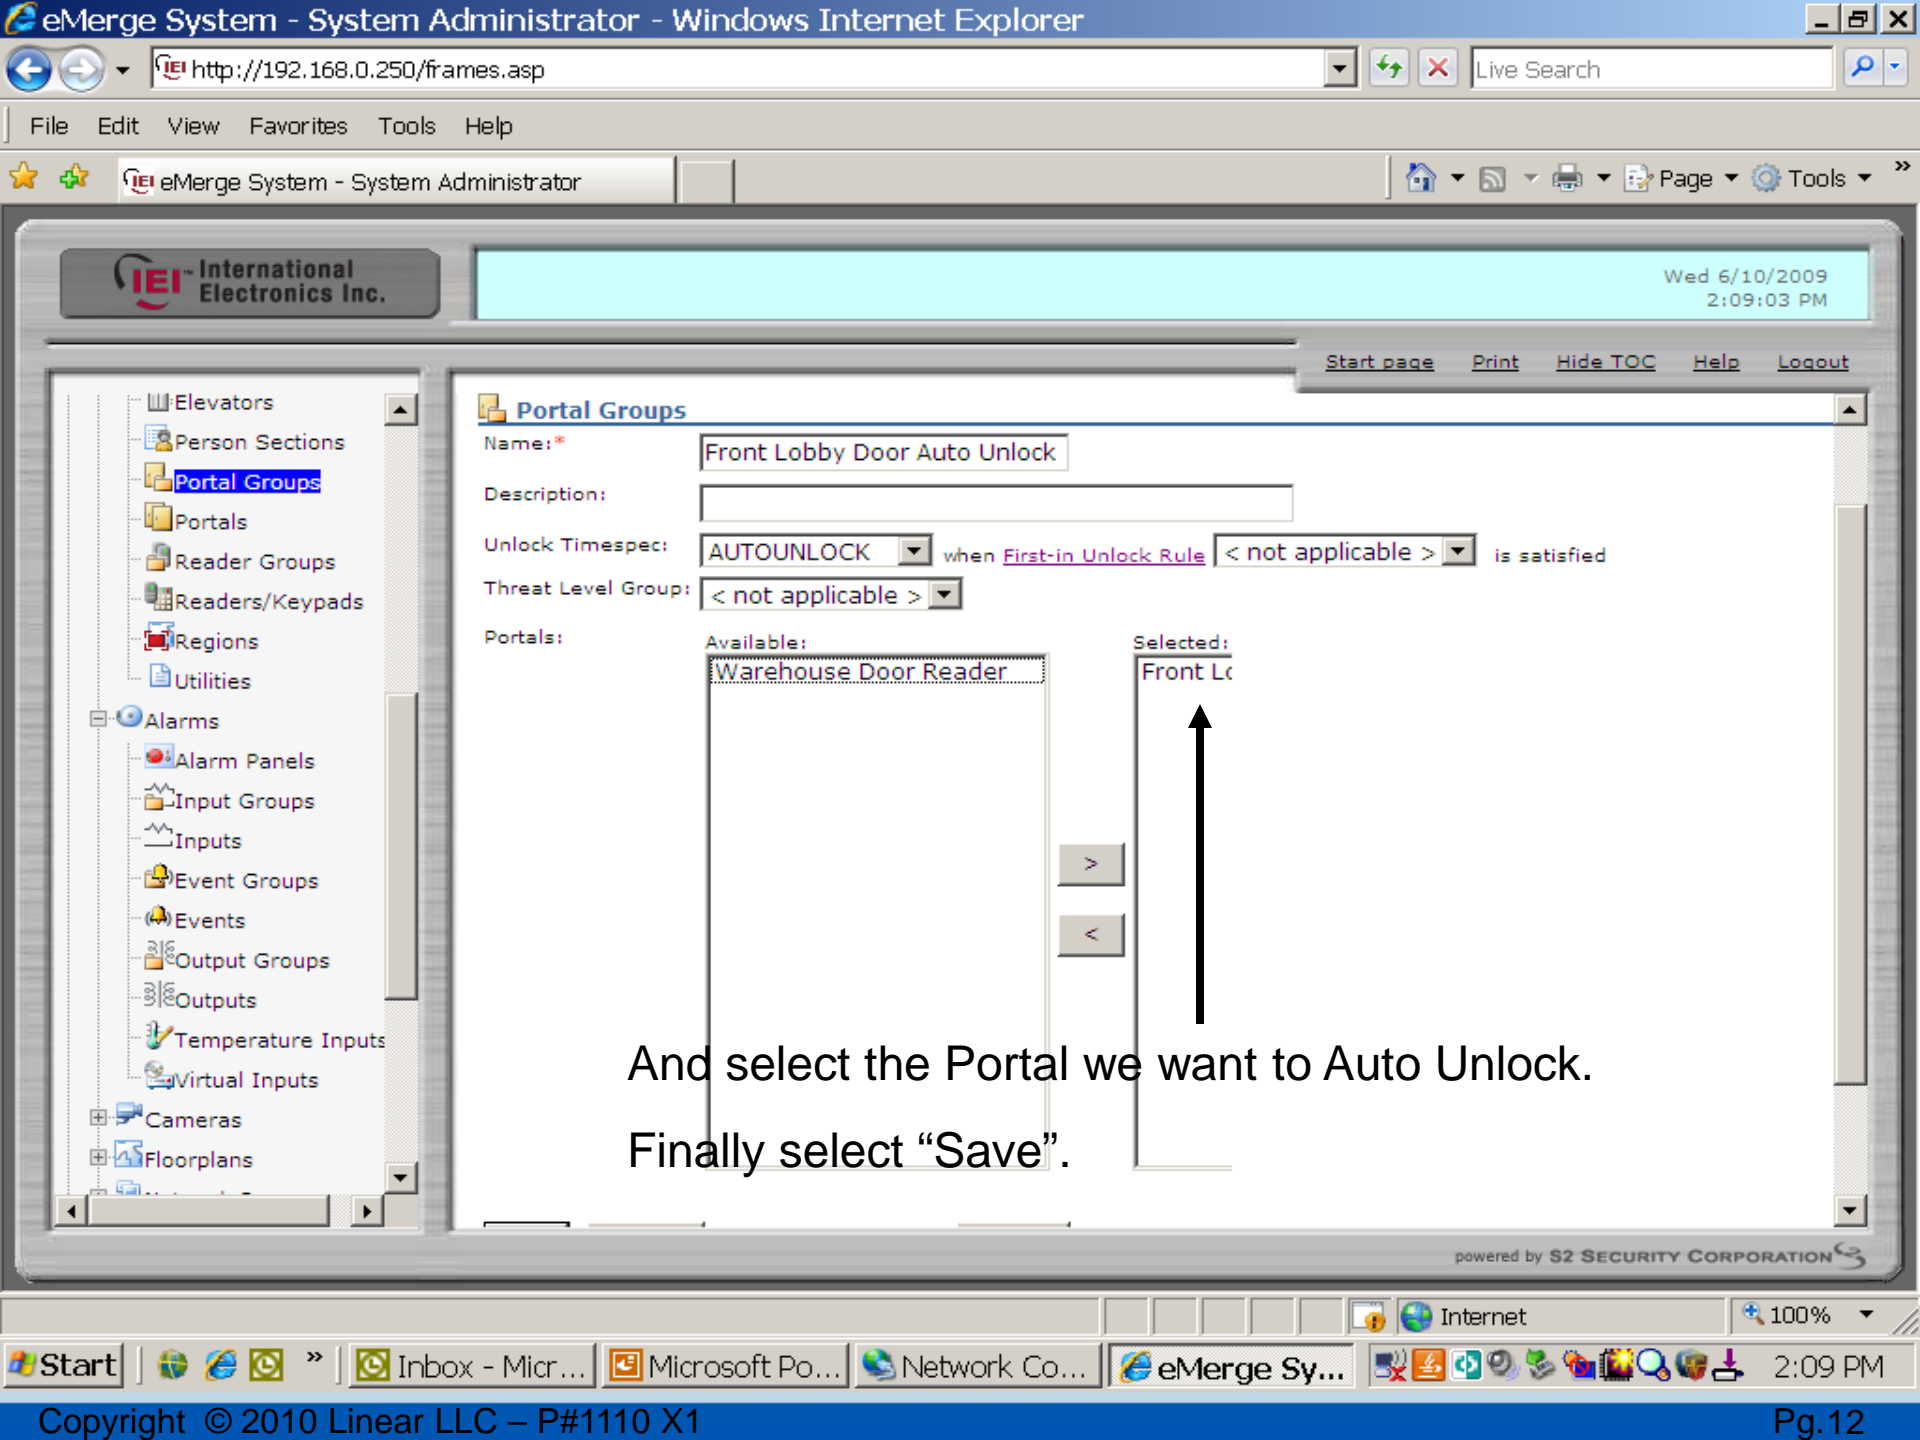 eMerge System - System Administrator - Windows Internet Explorer
http://192.168.0.250/frames.asp
Live Search
File Edit View Favorites Tools Help
eMerge System - System Administrator
Page Tools »
IEI™ International
Electronics Inc.
Wed 6/10/2009
2:09:03 PM
Start page Print Hide TOC Help Logout
Elevators
Person Sections
Portal Groups
Portals
Reader Groups
Readers/Keypads
Regions
Utilities
Alarms
Alarm Panels
Input Groups
Inputs
Event Groups
Events
Output Groups
Outputs
Temperature Inputs
Virtual Inputs
Cameras
Floorplans
Portal Groups
Name:* Front Lobby Door Auto Unlock
Description:
Unlock Timespec: AUTOUNLOCK when First-in Unlock Rule < not applicable > is satisfied
Threat Level Group: < not applicable >
Portals: Available: Selected:
Warehouse Door Reader Front Lo
>
<
And select the Portal we want to Auto Unlock.
Finally select “Save”.
powered by S2 SECURITY CORPORATION
Internet 100%
Start » Inbox - Micr... Microsoft Po... Network Co... eMerge Sy... 2:09 PM
Copyright © 2010 Linear LLC – P#1110 X1 Pg.12